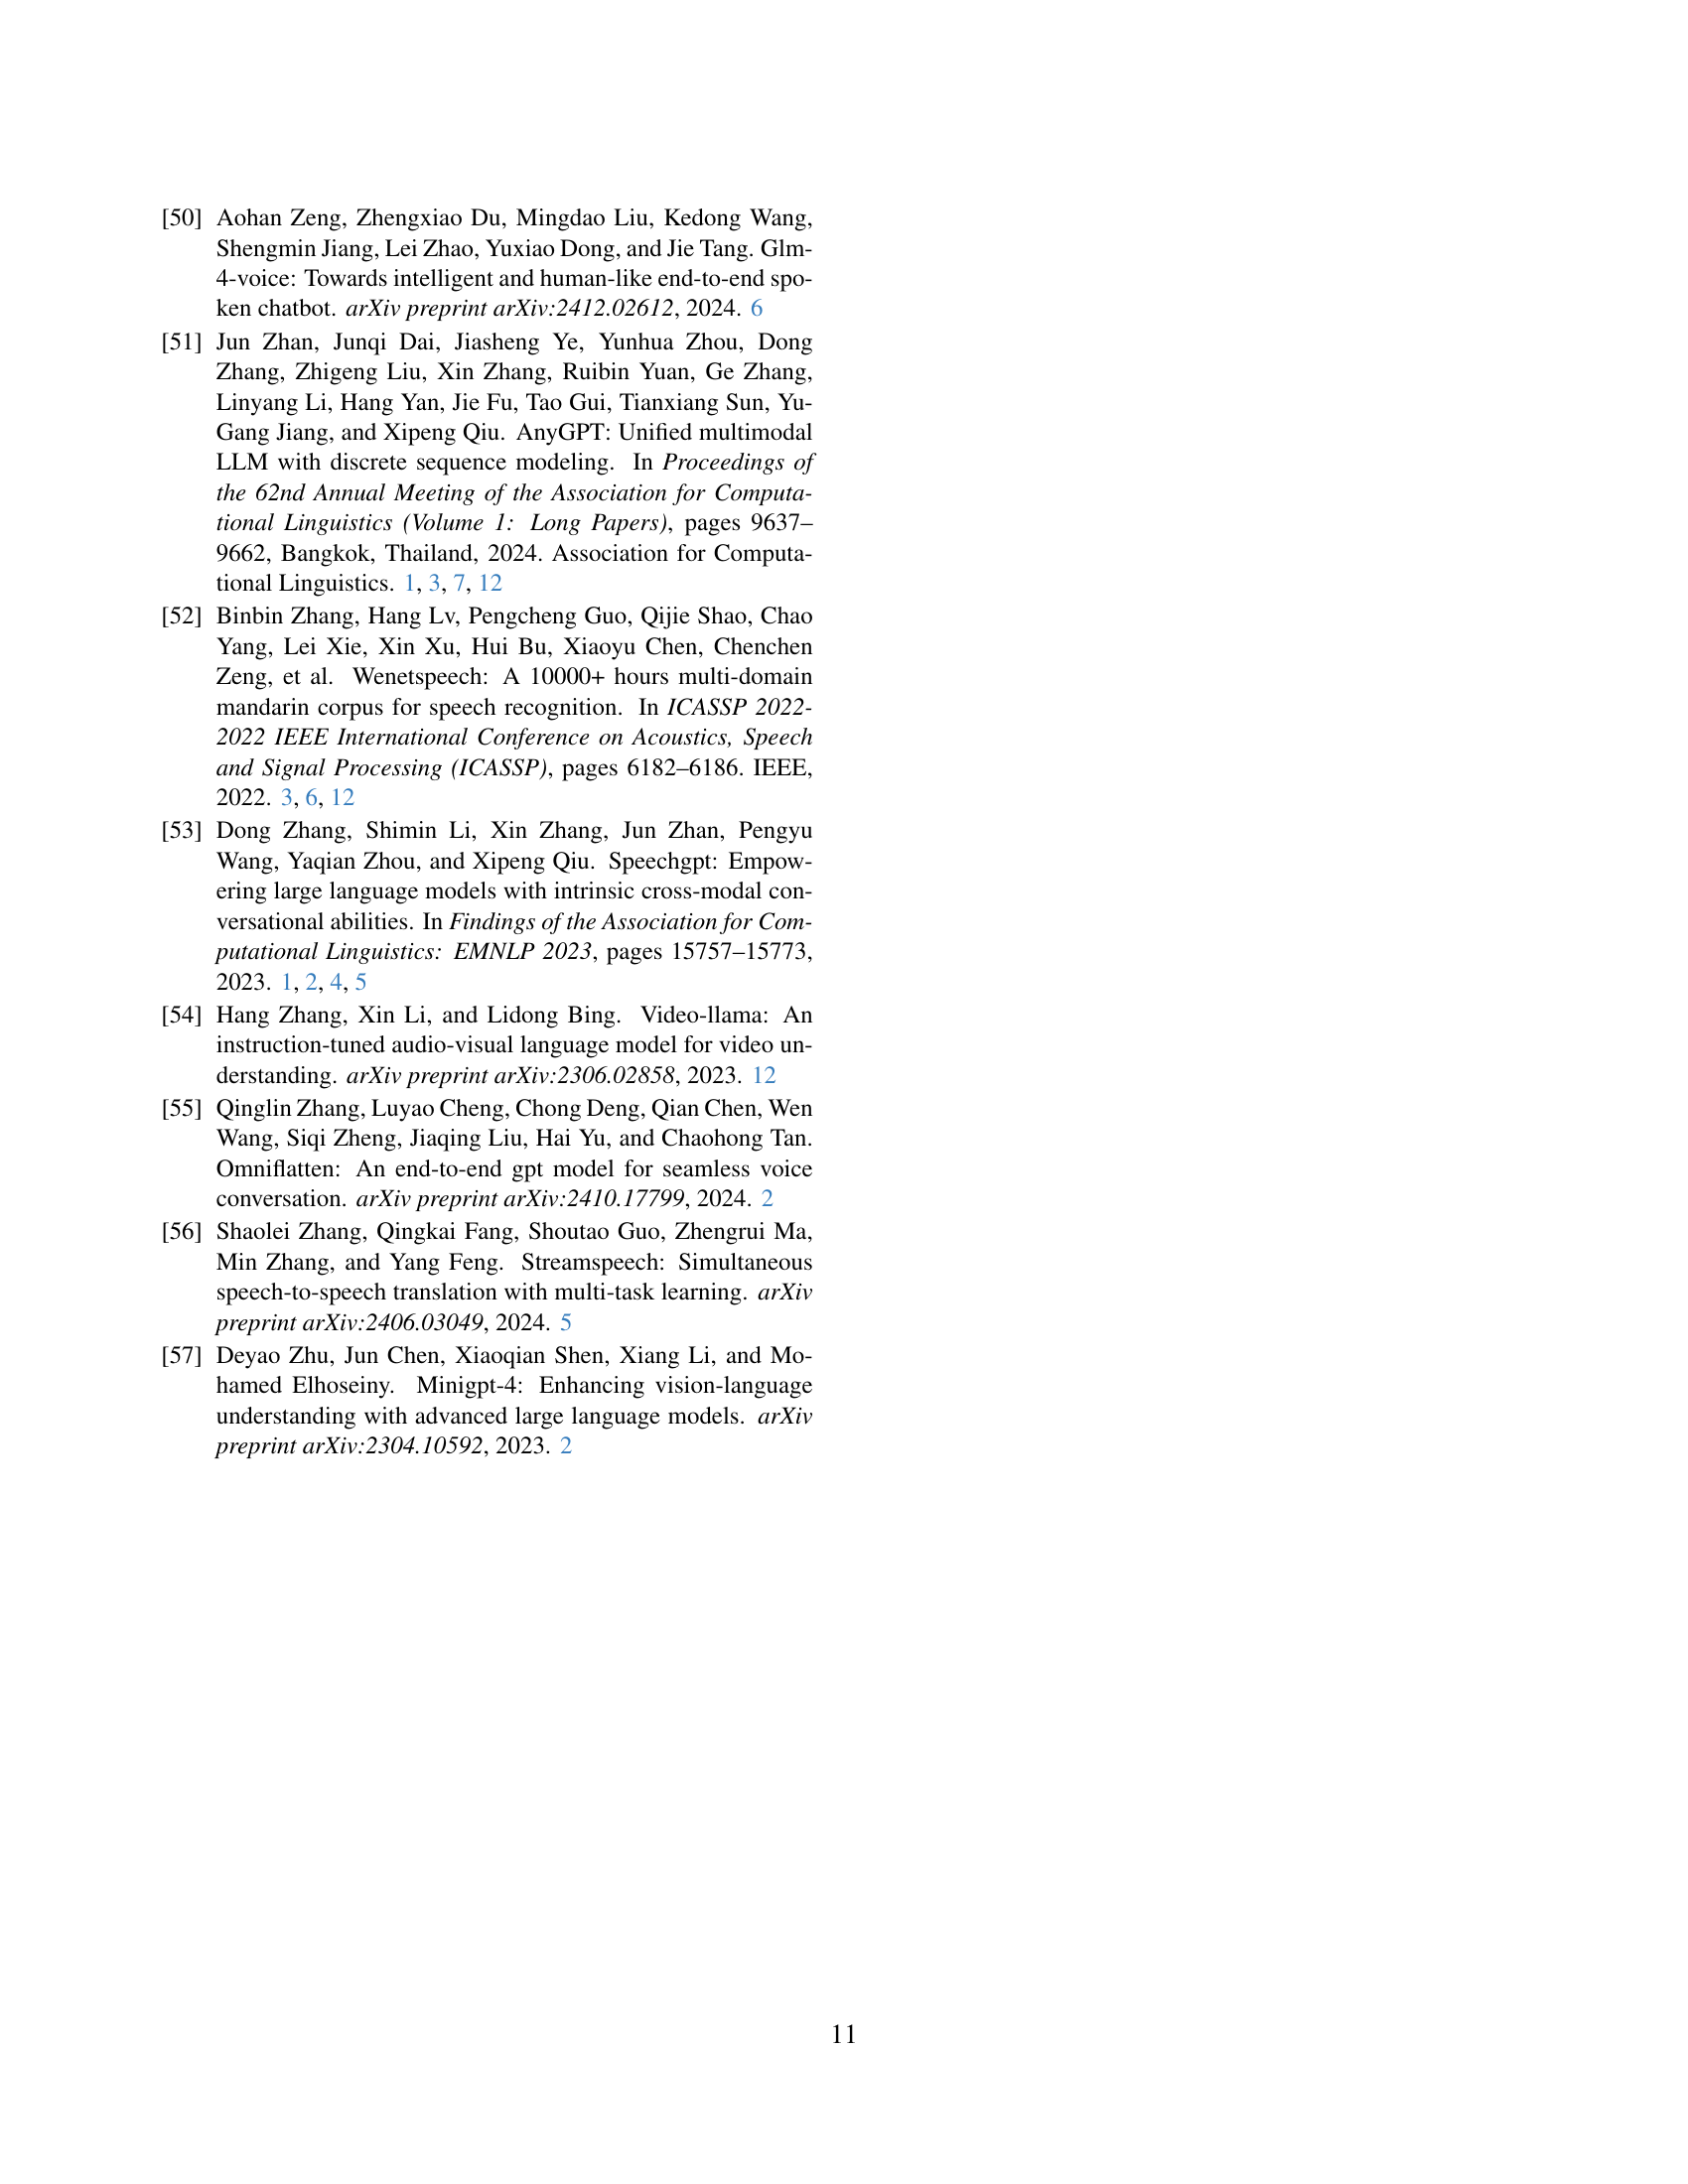 [50] Aohan Zeng, Zhengxiao Du, Mingdao Liu, Kedong Wang,
Shengmin Jiang, Lei Zhao, Yuxiao Dong, and Jie Tang. Glm-
4-voice: Towards intelligent and human-like end-to-end spo-
ken chatbot. arXiv preprint arXiv:2412.02612, 2024. 6
[51] Jun Zhan, Junqi Dai, Jiasheng Ye, Yunhua Zhou, Dong
Zhang, Zhigeng Liu, Xin Zhang, Ruibin Yuan, Ge Zhang,
Linyang Li, Hang Yan, Jie Fu, Tao Gui, Tianxiang Sun, Yu-
Gang Jiang, and Xipeng Qiu. AnyGPT: Unified multimodal
LLM with discrete sequence modeling. In Proceedings of
the 62nd Annual Meeting of the Association for Computa-
tional Linguistics (Volume 1: Long Papers), pages 9637–
9662, Bangkok, Thailand, 2024. Association for Computa-
tional Linguistics. 1, 3, 7, 12
[52] Binbin Zhang, Hang Lv, Pengcheng Guo, Qijie Shao, Chao
Yang, Lei Xie, Xin Xu, Hui Bu, Xiaoyu Chen, Chenchen
Zeng, et al. Wenetspeech: A 10000+ hours multi-domain
mandarin corpus for speech recognition. In ICASSP 2022-
2022 IEEE International Conference on Acoustics, Speech
and Signal Processing (ICASSP), pages 6182–6186. IEEE,
2022. 3, 6, 12
[53] Dong Zhang, Shimin Li, Xin Zhang, Jun Zhan, Pengyu
Wang, Yaqian Zhou, and Xipeng Qiu. Speechgpt: Empow-
ering large language models with intrinsic cross-modal con-
versational abilities. In Findings of the Association for Com-
putational Linguistics: EMNLP 2023, pages 15757–15773,
2023. 1, 2, 4, 5
[54] Hang Zhang, Xin Li, and Lidong Bing. Video-llama: An
instruction-tuned audio-visual language model for video un-
derstanding. arXiv preprint arXiv:2306.02858, 2023. 12
[55] Qinglin Zhang, Luyao Cheng, Chong Deng, Qian Chen, Wen
Wang, Siqi Zheng, Jiaqing Liu, Hai Yu, and Chaohong Tan.
Omniflatten: An end-to-end gpt model for seamless voice
conversation. arXiv preprint arXiv:2410.17799, 2024. 2
[56] Shaolei Zhang, Qingkai Fang, Shoutao Guo, Zhengrui Ma,
Min Zhang, and Yang Feng. Streamspeech: Simultaneous
speech-to-speech translation with multi-task learning. arXiv
preprint arXiv:2406.03049, 2024. 5
[57] Deyao Zhu, Jun Chen, Xiaoqian Shen, Xiang Li, and Mo-
hamed Elhoseiny. Minigpt-4: Enhancing vision-language
understanding with advanced large language models. arXiv
preprint arXiv:2304.10592, 2023. 2
11